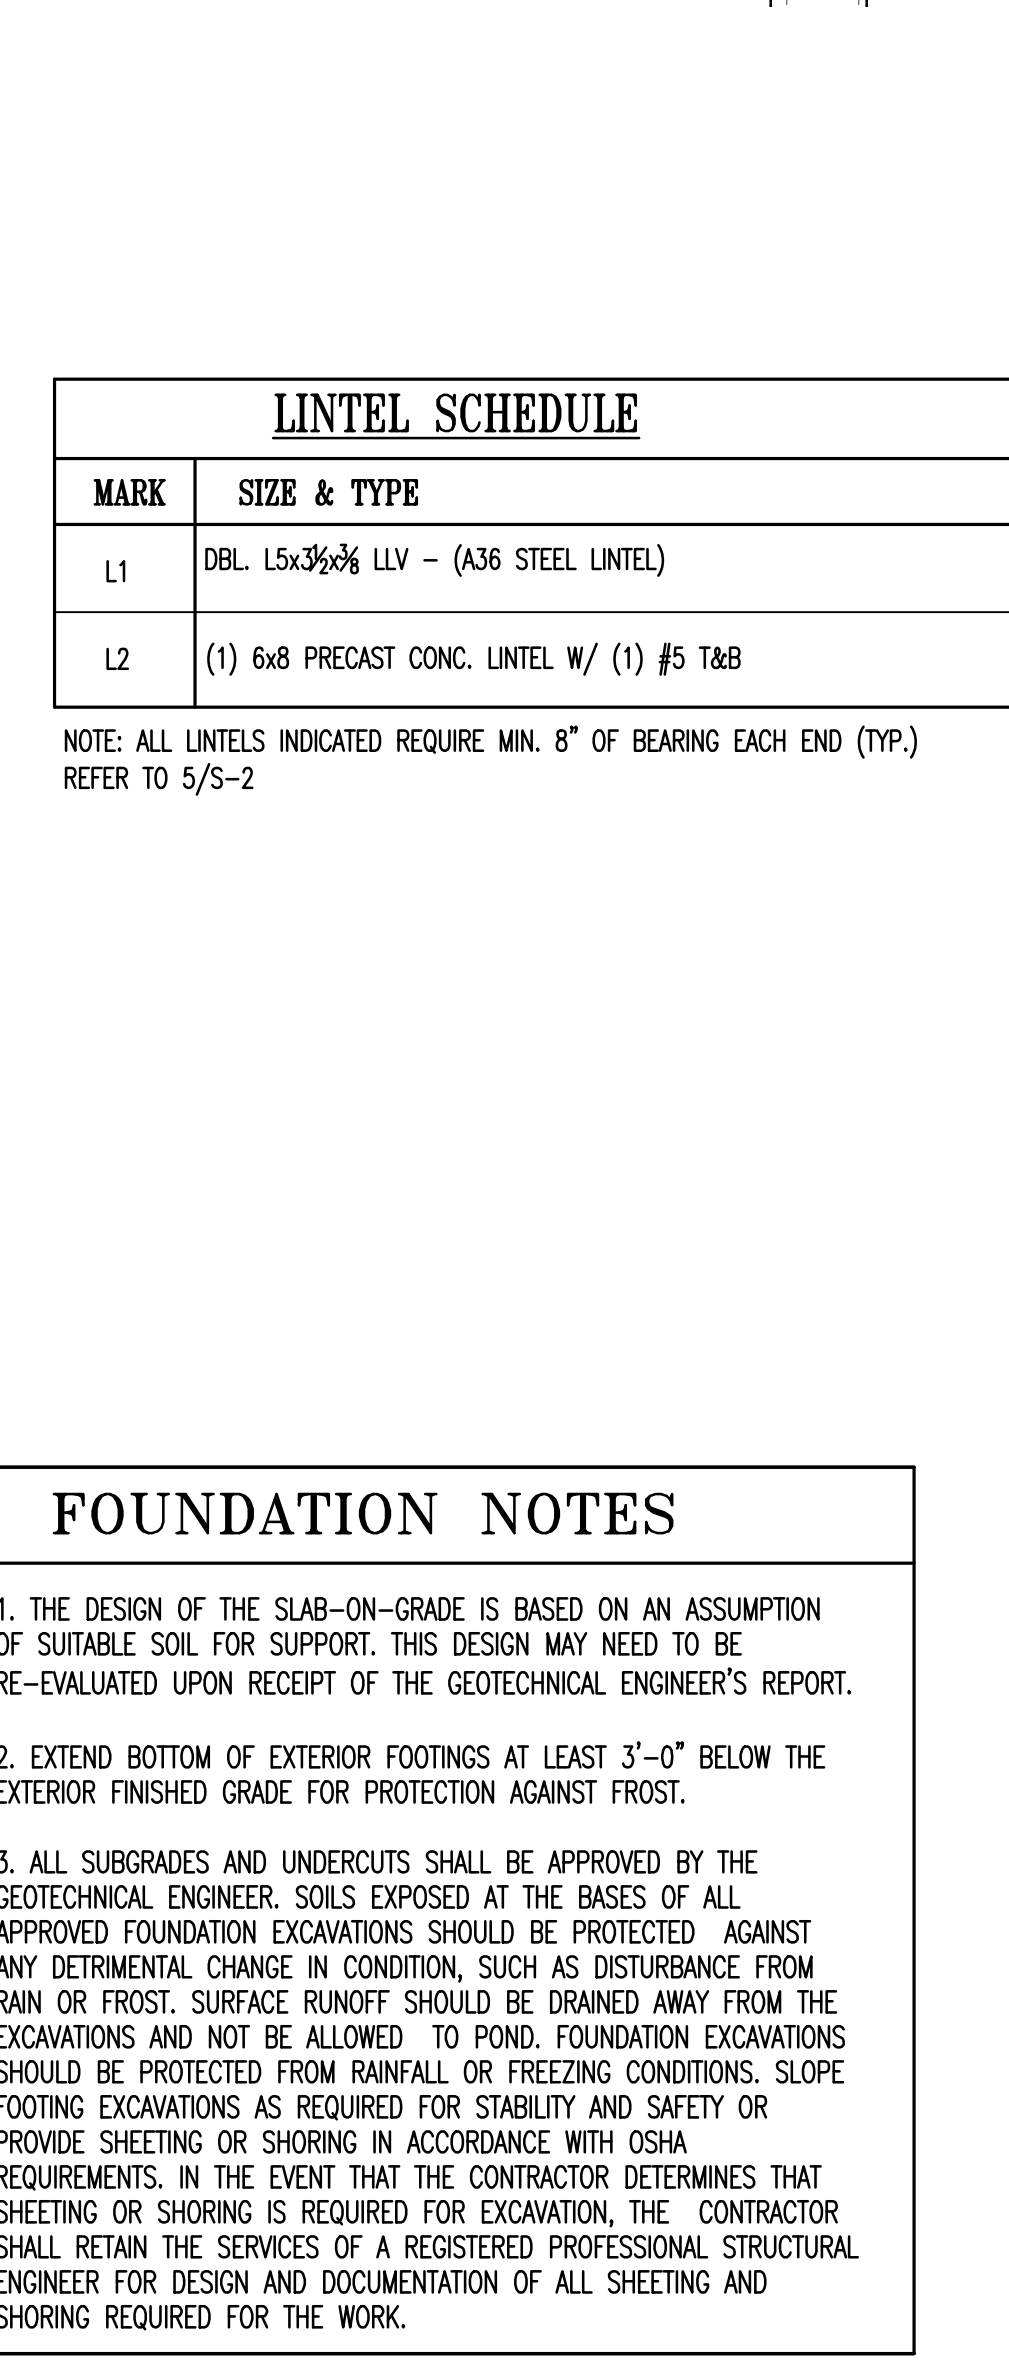 LINTEL SCHEDULE
MARK SIZE & TYPE
L1 DBL. L5x3½x⅜ LLV – (A36 STEEL LINTEL)
L2 (1) 6x8 PRECAST CONC. LINTEL W/ (1) #5 T&B
NOTE: ALL LINTELS INDICATED REQUIRE MIN. 8" OF BEARING EACH END (TYP.)
REFER TO 5/S–2
FOUNDATION NOTES
1. THE DESIGN OF THE SLAB–ON–GRADE IS BASED ON AN ASSUMPTION
OF SUITABLE SOIL FOR SUPPORT. THIS DESIGN MAY NEED TO BE
RE–EVALUATED UPON RECEIPT OF THE GEOTECHNICAL ENGINEER'S REPORT.
2. EXTEND BOTTOM OF EXTERIOR FOOTINGS AT LEAST 3'–0" BELOW THE
EXTERIOR FINISHED GRADE FOR PROTECTION AGAINST FROST.
3. ALL SUBGRADES AND UNDERCUTS SHALL BE APPROVED BY THE
GEOTECHNICAL ENGINEER. SOILS EXPOSED AT THE BASES OF ALL
APPROVED FOUNDATION EXCAVATIONS SHOULD BE PROTECTED AGAINST
ANY DETRIMENTAL CHANGE IN CONDITION, SUCH AS DISTURBANCE FROM
RAIN OR FROST. SURFACE RUNOFF SHOULD BE DRAINED AWAY FROM THE
EXCAVATIONS AND NOT BE ALLOWED TO POND. FOUNDATION EXCAVATIONS
SHOULD BE PROTECTED FROM RAINFALL OR FREEZING CONDITIONS. SLOPE
FOOTING EXCAVATIONS AS REQUIRED FOR STABILITY AND SAFETY OR
PROVIDE SHEETING OR SHORING IN ACCORDANCE WITH OSHA
REQUIREMENTS. IN THE EVENT THAT THE CONTRACTOR DETERMINES THAT
SHEETING OR SHORING IS REQUIRED FOR EXCAVATION, THE CONTRACTOR
SHALL RETAIN THE SERVICES OF A REGISTERED PROFESSIONAL STRUCTURAL
ENGINEER FOR DESIGN AND DOCUMENTATION OF ALL SHEETING AND
SHORING REQUIRED FOR THE WORK.